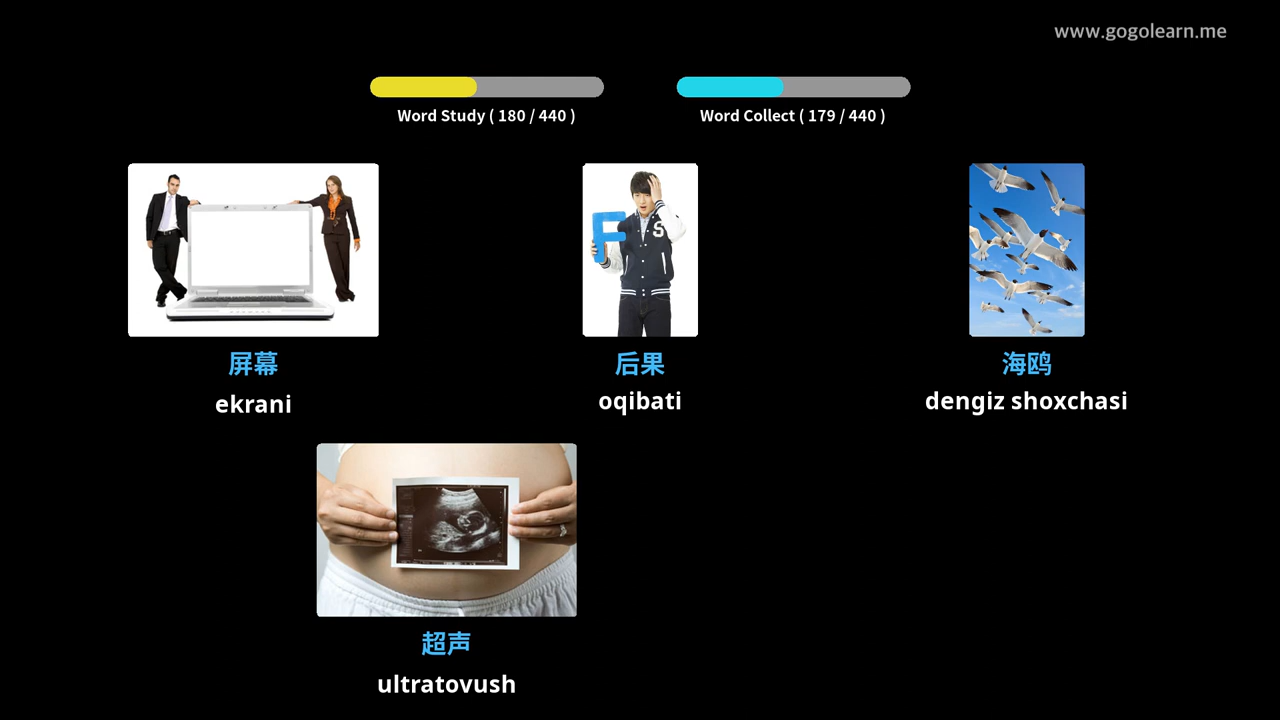 www.gogolearn.me
Word Study ( 180 / 440 )
Word Collect ( 179 / 440 )
F
S
屏幕
ekrani
后果
oqibati
海鸥
dengiz shoxchasi
超声
ultratovush